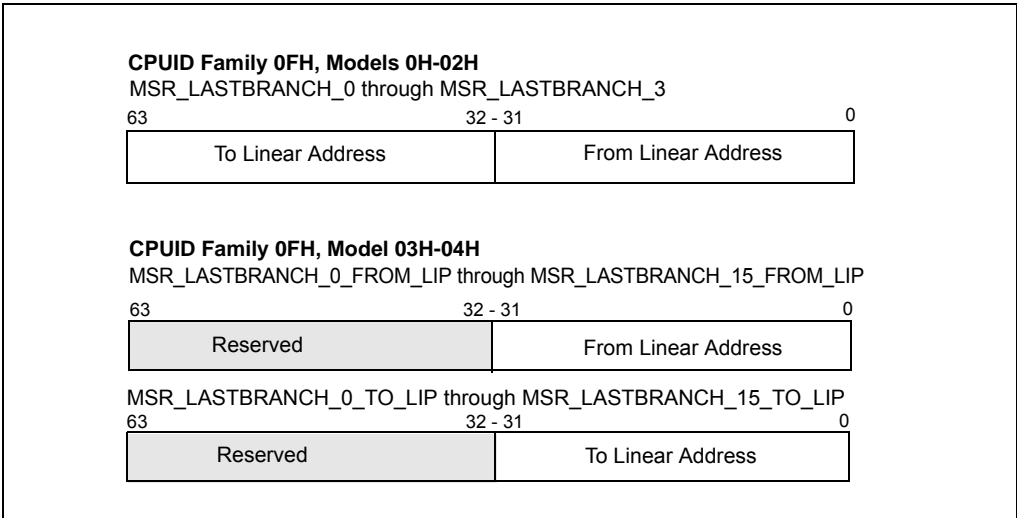 CPUID Family 0FH, Models 0H-02H
MSR_LASTBRANCH_0 through MSR_LASTBRANCH_3
63 32 - 31 0
To Linear Address From Linear Address
CPUID Family 0FH, Model 03H-04H
MSR_LASTBRANCH_0_FROM_LIP through MSR_LASTBRANCH_15_FROM_LIP
63 32 - 31 0
Reserved From Linear Address
MSR_LASTBRANCH_0_TO_LIP through MSR_LASTBRANCH_15_TO_LIP
63 32 - 31 0
Reserved To Linear Address